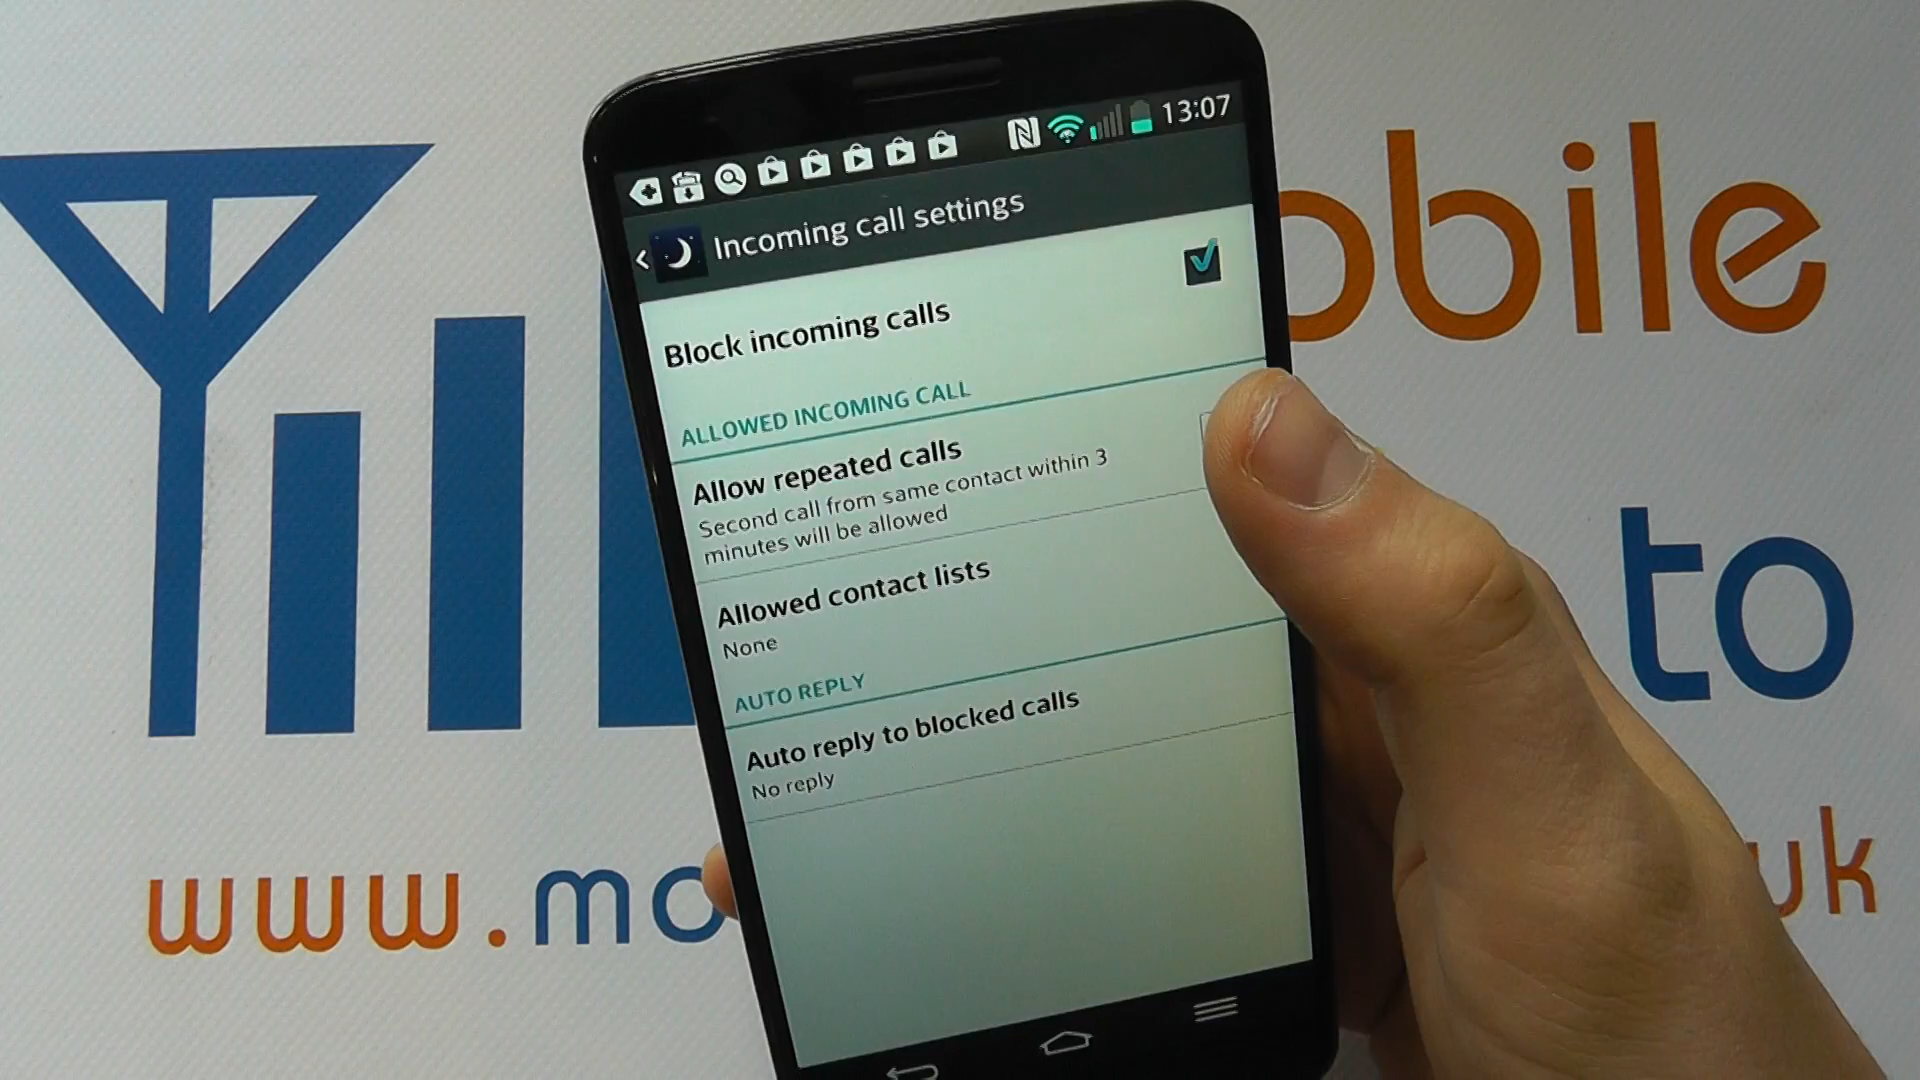 13:07
Incoming call settings
Block incoming calls
ALLOWED INCOMING CALL
Allow repeated calls
Second call from same contact within 3
minutes will be allowed
Allowed contact lists
None
AUTO REPLY
Auto reply to blocked calls
No reply
obile
to
www.mo
uk